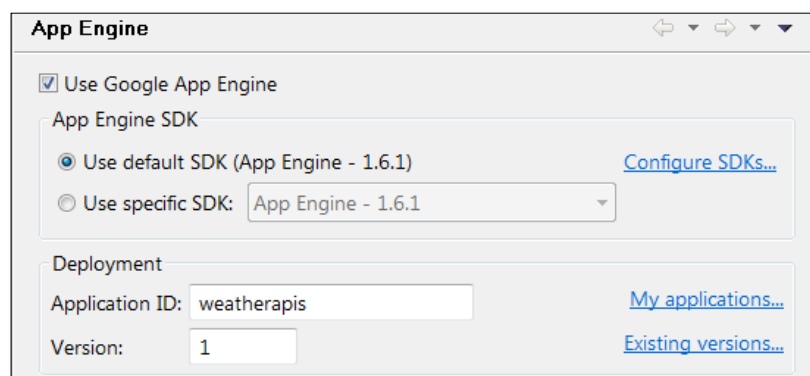 App Engine
Use Google App Engine
App Engine SDK
Use default SDK (App Engine - 1.6.1) Configure SDKs...
Use specific SDK: App Engine - 1.6.1
Deployment
Application ID: weatherapis My applications...
Version: 1 Existing versions...